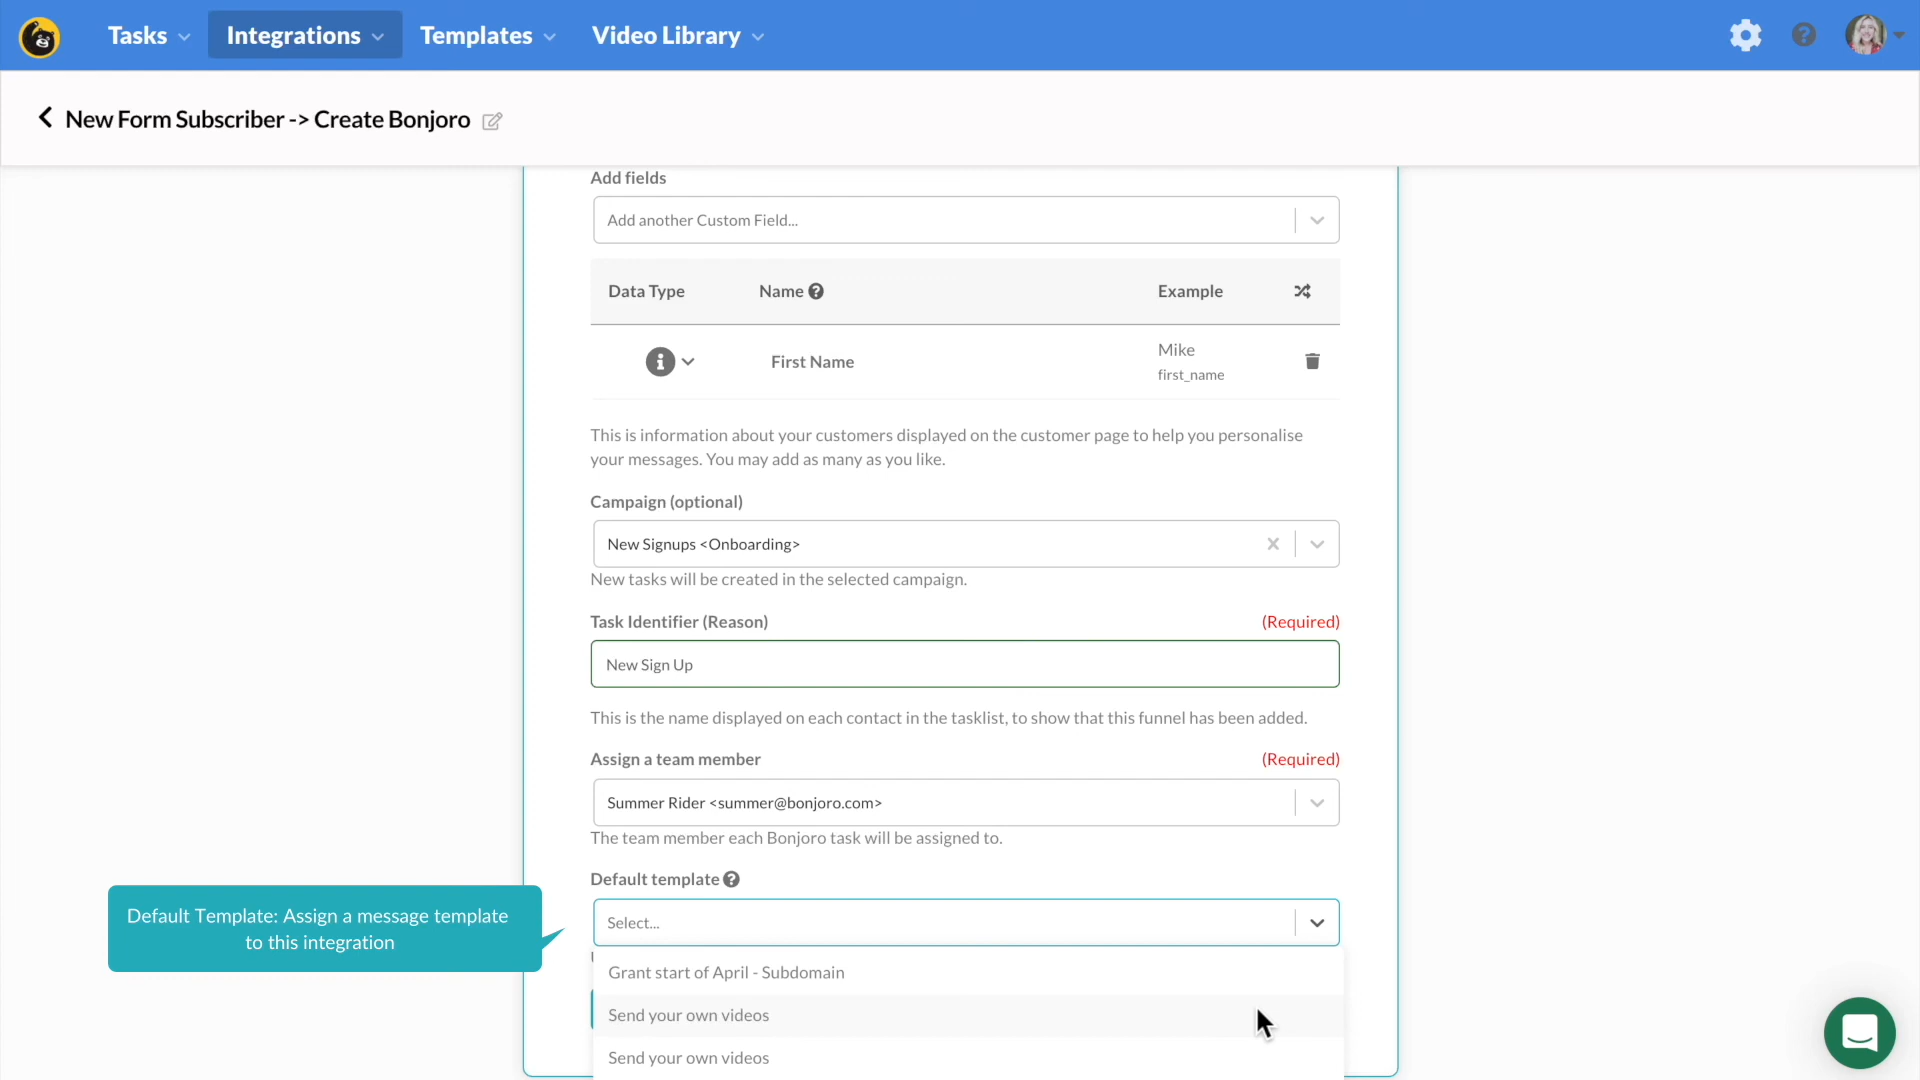 Tasks
Integrations
Templates
Video Library
New Form Subscriber -> Create Bonjoro
Add fields
Add another Custom Field...
Data Type Name Example
First Name
Mike
first_name
This is information about your customers displayed on the customer page to help you personalise
your messages. You may add as many as you like.
Campaign (optional)
New Signups <Onboarding>
New tasks will be created in the selected campaign.
Task Identifier (Reason) (Required)
New Sign Up
This is the name displayed on each contact in the tasklist, to show that this funnel has been added.
Assign a team member (Required)
Summer Rider <summer@bonjoro.com>
The team member each Bonjoro task will be assigned to.
Default template
Default Template: Assign a message template
to this integration
Select...
Grant start of April - Subdomain
Send your own videos
Send your own videos